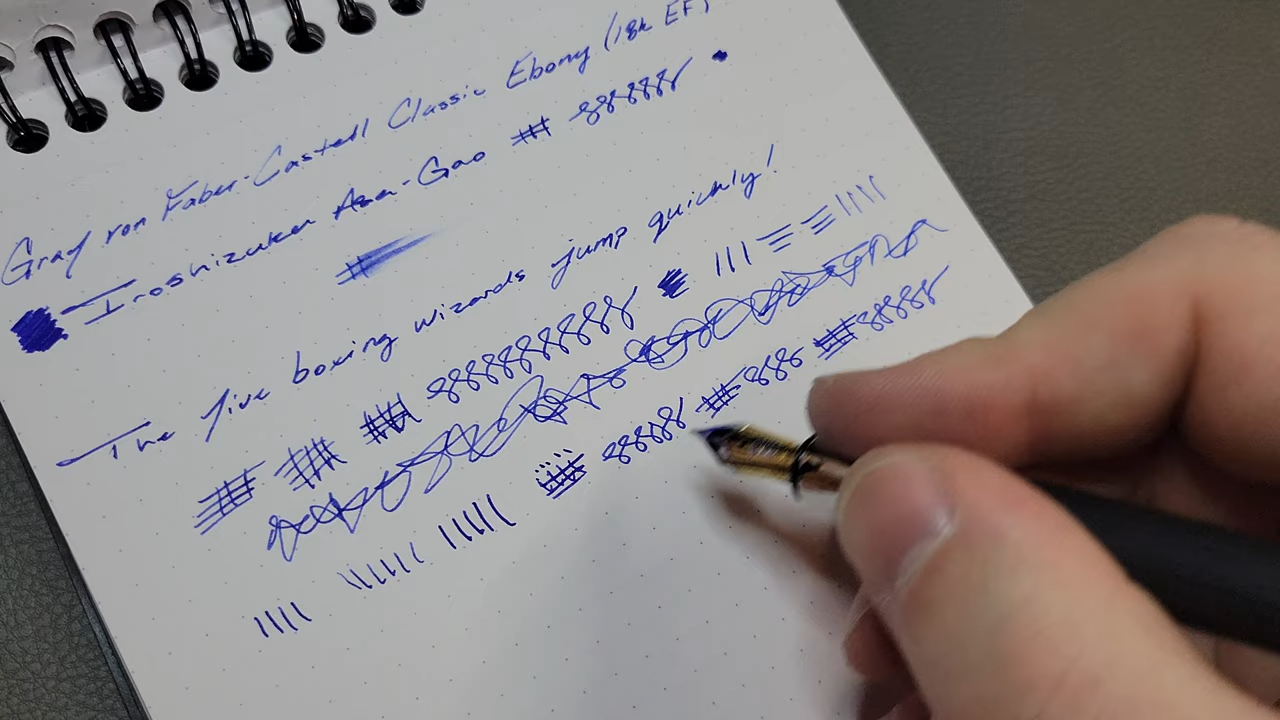 Graf von Faber-Castell Classic Ebony (18k EF)
Iroshizuku Asa-Gao
The five boxing wizards jump quickly!